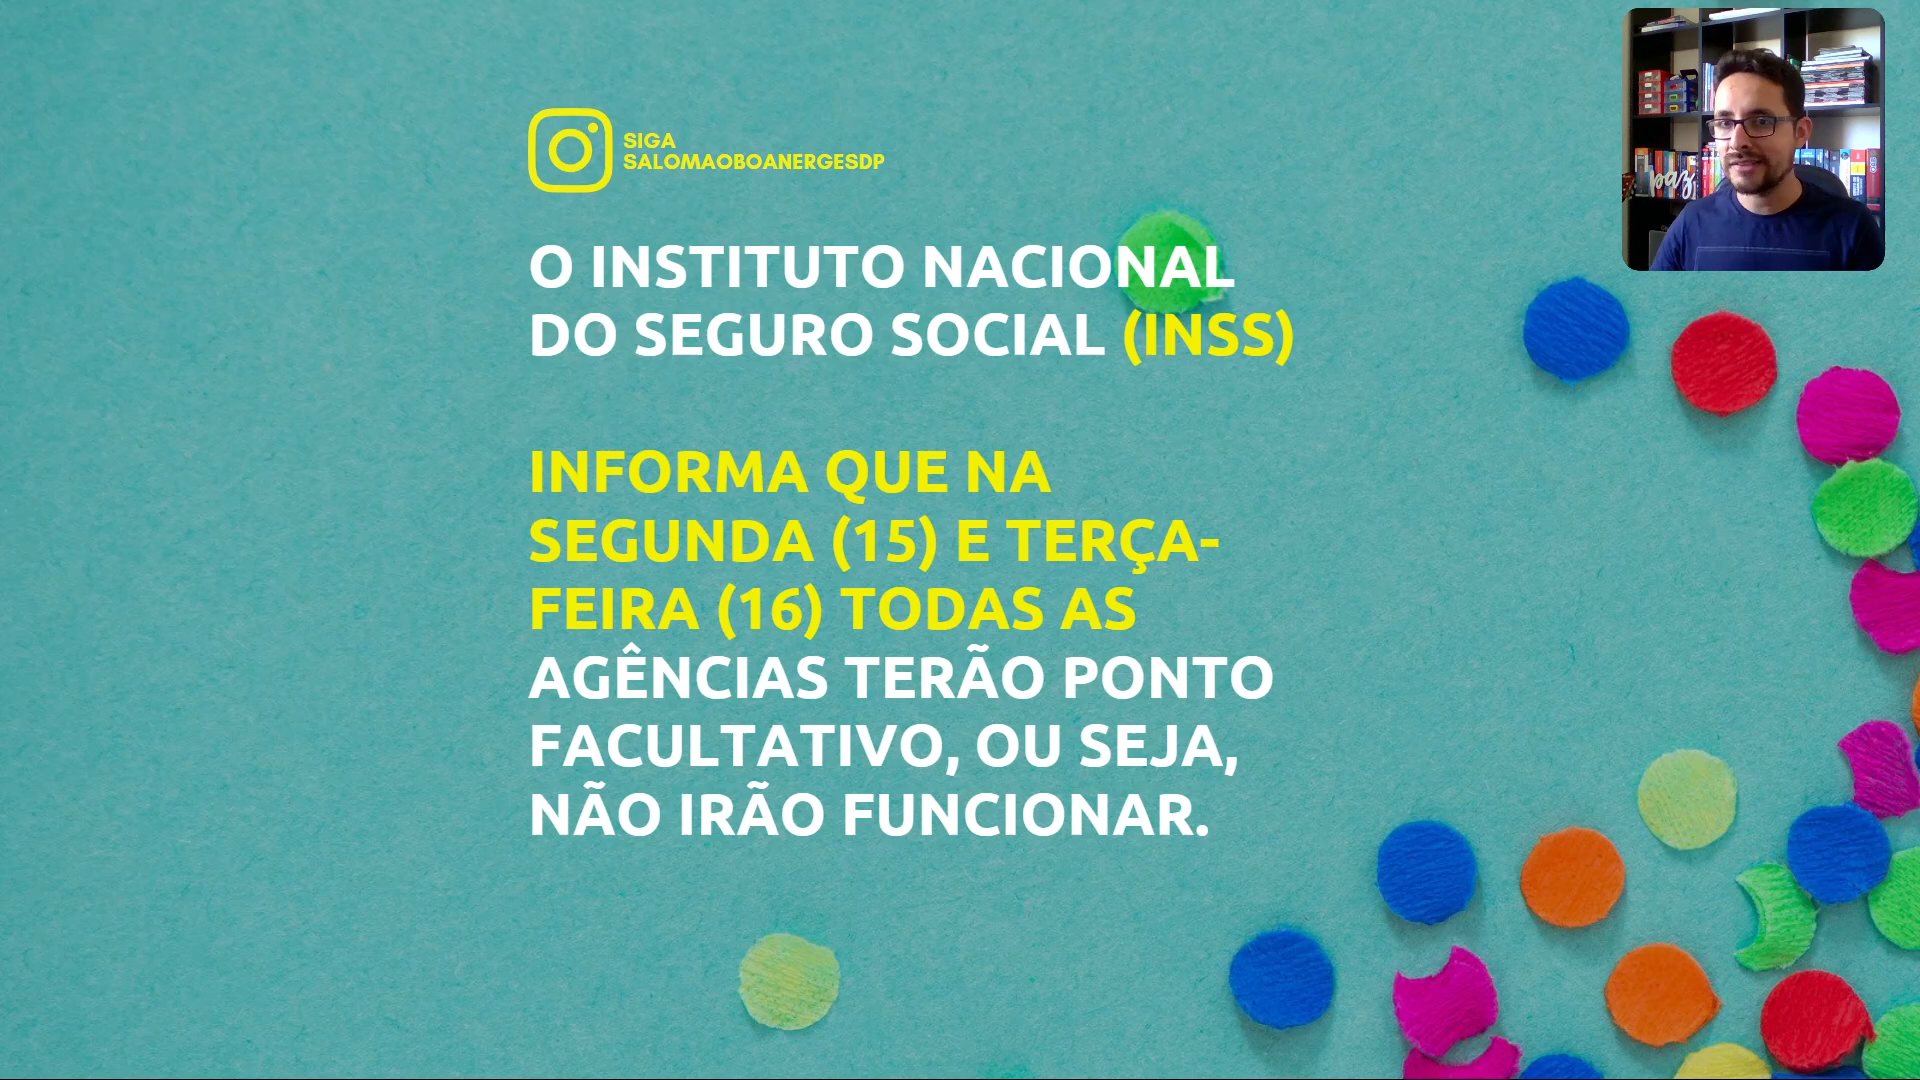 SIGA
SALOMAOBOANERGESDP
O INSTITUTO NACIONAL
DO SEGURO SOCIAL (INSS)
INFORMA QUE NA
SEGUNDA (15) E TERÇA-
FEIRA (16) TODAS AS
AGÊNCIAS TERÃO PONTO
FACULTATIVO, OU SEJA,
NÃO IRÃO FUNCIONAR.
paz